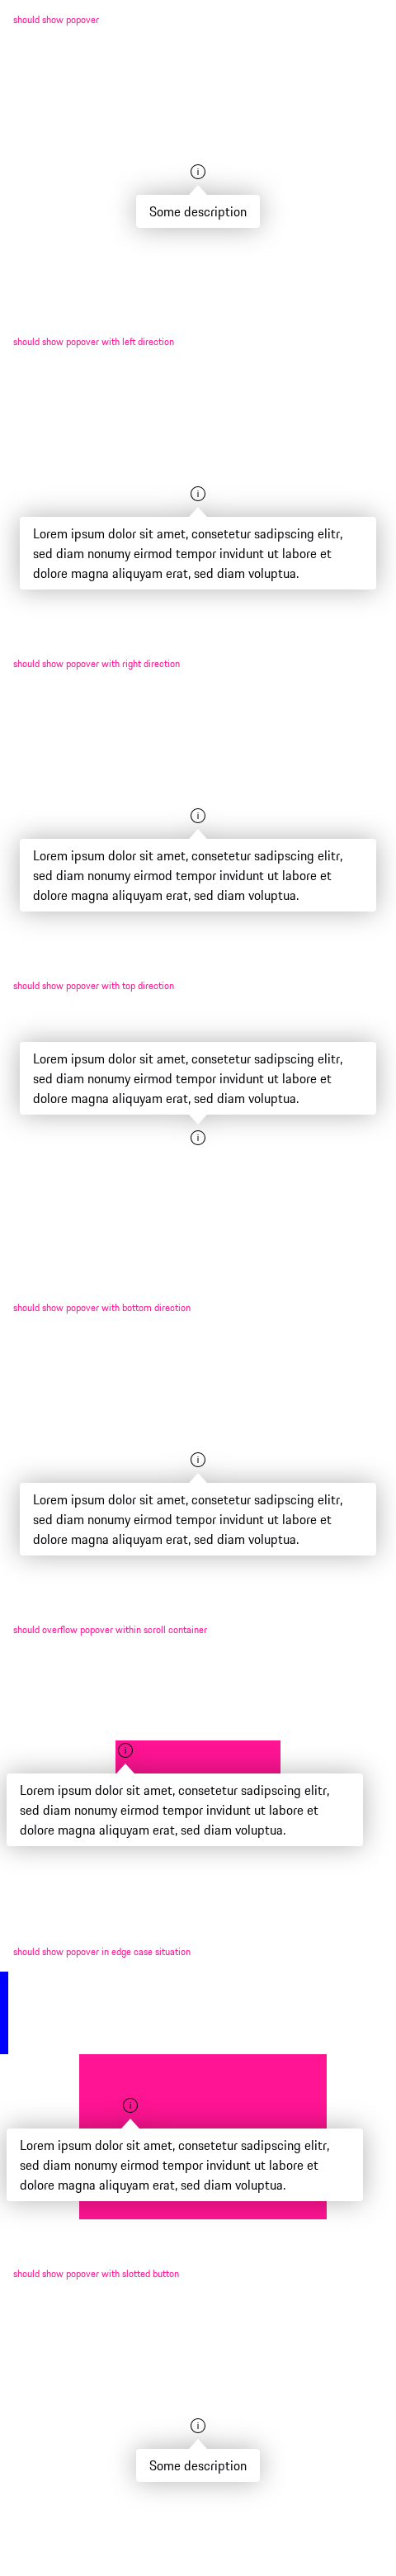 should show popover
i
Some description
should show popover with left direction
i
Lorem ipsum dolor sit amet, consetetur sadipscing elitr,
sed diam nonumy eirmod tempor invidunt ut labore et
dolore magna aliquyam erat, sed diam voluptua.
should show popover with right direction
i
Lorem ipsum dolor sit amet, consetetur sadipscing elitr,
sed diam nonumy eirmod tempor invidunt ut labore et
dolore magna aliquyam erat, sed diam voluptua.
should show popover with top direction
Lorem ipsum dolor sit amet, consetetur sadipscing elitr,
sed diam nonumy eirmod tempor invidunt ut labore et
dolore magna aliquyam erat, sed diam voluptua.
i
should show popover with bottom direction
i
Lorem ipsum dolor sit amet, consetetur sadipscing elitr,
sed diam nonumy eirmod tempor invidunt ut labore et
dolore magna aliquyam erat, sed diam voluptua.
should overflow popover within scroll container
i
Lorem ipsum dolor sit amet, consetetur sadipscing elitr,
sed diam nonumy eirmod tempor invidunt ut labore et
dolore magna aliquyam erat, sed diam voluptua.
should show popover in edge case situation
i
Lorem ipsum dolor sit amet, consetetur sadipscing elitr,
sed diam nonumy eirmod tempor invidunt ut labore et
dolore magna aliquyam erat, sed diam voluptua.
should show popover with slotted button
i
Some description